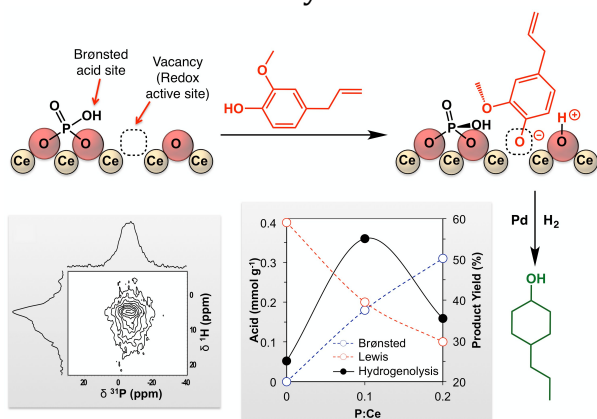 Brønsted
acid site
Vacancy
(Redox
active site)
O
OH
P
O O O
Ce Ce Ce Ce Ce
O
HO
O
OH
P
O
H ⊕
O O O ⊖ O
Ce Ce Ce Ce Ce
Pd H₂
OH
0
20
40
δ ¹H (ppm)
20 0 -20 -40
δ ³¹P (ppm)
0.4
0.3
0.2
0.1
0
Acid (mmol g⁻¹)
60
50
40
30
20
Product Yield (%)
Brønsted
Lewis
Hydrogenolysis
0 0.1 0.2
P:Ce